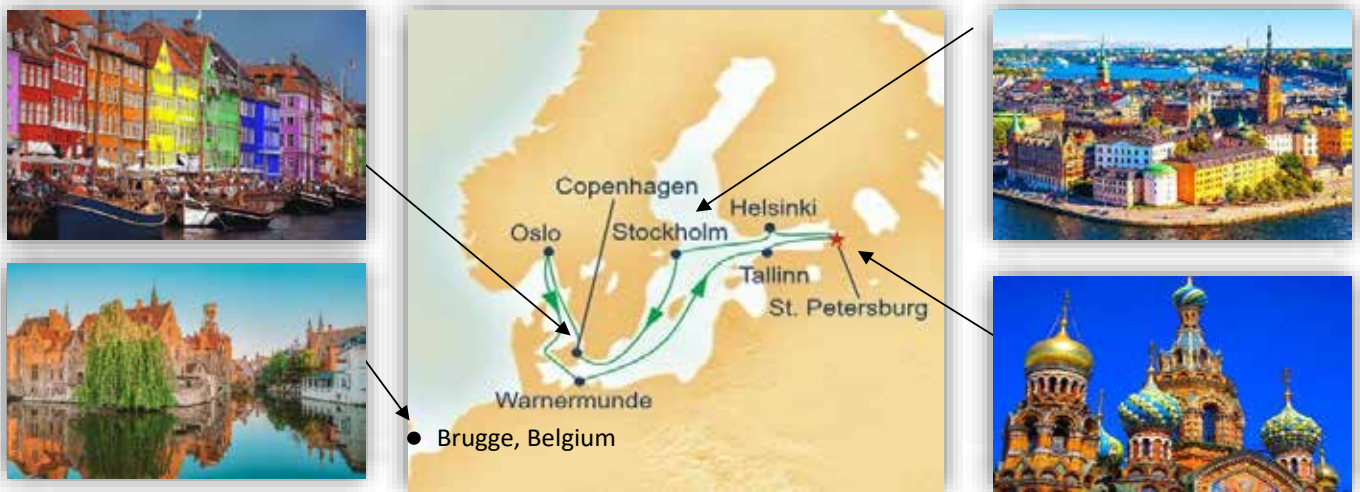 Copenhagen
Helsinki
Oslo
Stockholm
Tallinn
St. Petersburg
Warnermunde
Brugge, Belgium